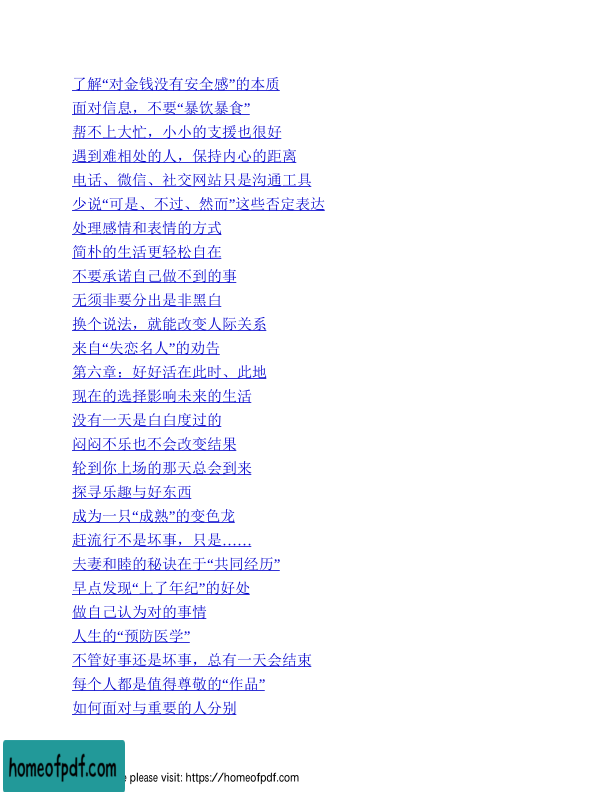 了解“对金钱没有安全感”的本质
面对信息，不要“暴饮暴食”
帮不上大忙，小小的支援也很好
遇到难相处的人，保持内心的距离
电话、微信、社交网站只是沟通工具
少说“可是、不过、然而”这些否定表达
处理感情和表情的方式
简朴的生活更轻松自在
不要承诺自己做不到的事
无须非要分出是非黑白
换个说法，就能改变人际关系
来自“失恋名人”的劝告
第六章：好好活在此时、此地
现在的选择影响未来的生活
没有一天是白白度过的
闷闷不乐也不会改变结果
轮到你上场的那天总会到来
探寻乐趣与好东西
成为一只“成熟”的变色龙
赶流行不是坏事，只是……
夫妻和睦的秘诀在于“共同经历”
早点发现“上了年纪”的好处
做自己认为对的事情
人生的“预防医学”
不管好事还是坏事，总有一天会结束
每个人都是值得尊敬的“作品”
如何面对与重要的人分别
homeofpdf.com
please visit: https://homeofpdf.com